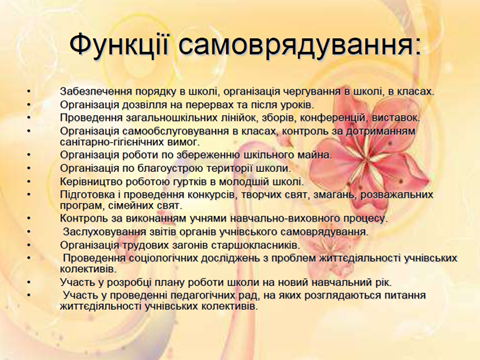 Функції самоврядування:
• Забезпечення порядку в школі, організація чергування в школі, в класах.
• Організація дозвілля на перервах та після уроків.
• Проведення загальношкільних лінійок, зборів, конференцій, виставок.
• Організація самообслуговування в класах, контроль за дотриманням
санітарно-гігієнічних вимог.
• Організація роботи по збереженню шкільного майна.
• Організація по благоустрою території школи.
• Керівництво роботою гуртків в молодшій школі.
• Підготовка і проведення конкурсів, творчих свят, змагань, розважальних
програм, сімейних свят.
• Контроль за виконанням учнями навчально-виховного процесу.
• Заслуховування звітів органів учнівського самоврядування.
• Організація трудових загонів старшокласників.
• Проведення соціологічних досліджень з проблем життєдіяльності учнівських
колективів.
• Участь у розробці плану роботи школи на новий навчальний рік.
• Участь у проведенні педагогічних рад, на яких розглядаються питання
життєдіяльності учнівських колективів.